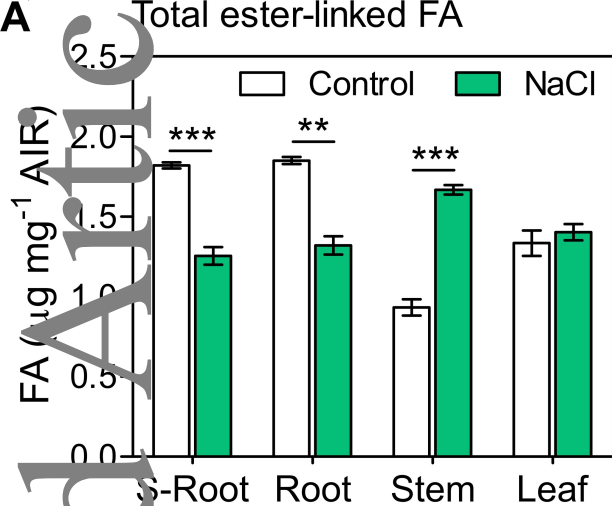 A
Total ester-linked FA
2.5
Control
NaCl
2.0
***
**
***
1.5
1.0
0.5
0.0
FA (µg mg⁻¹ AIR)
S-Root
Root
Stem
Leaf
Artic